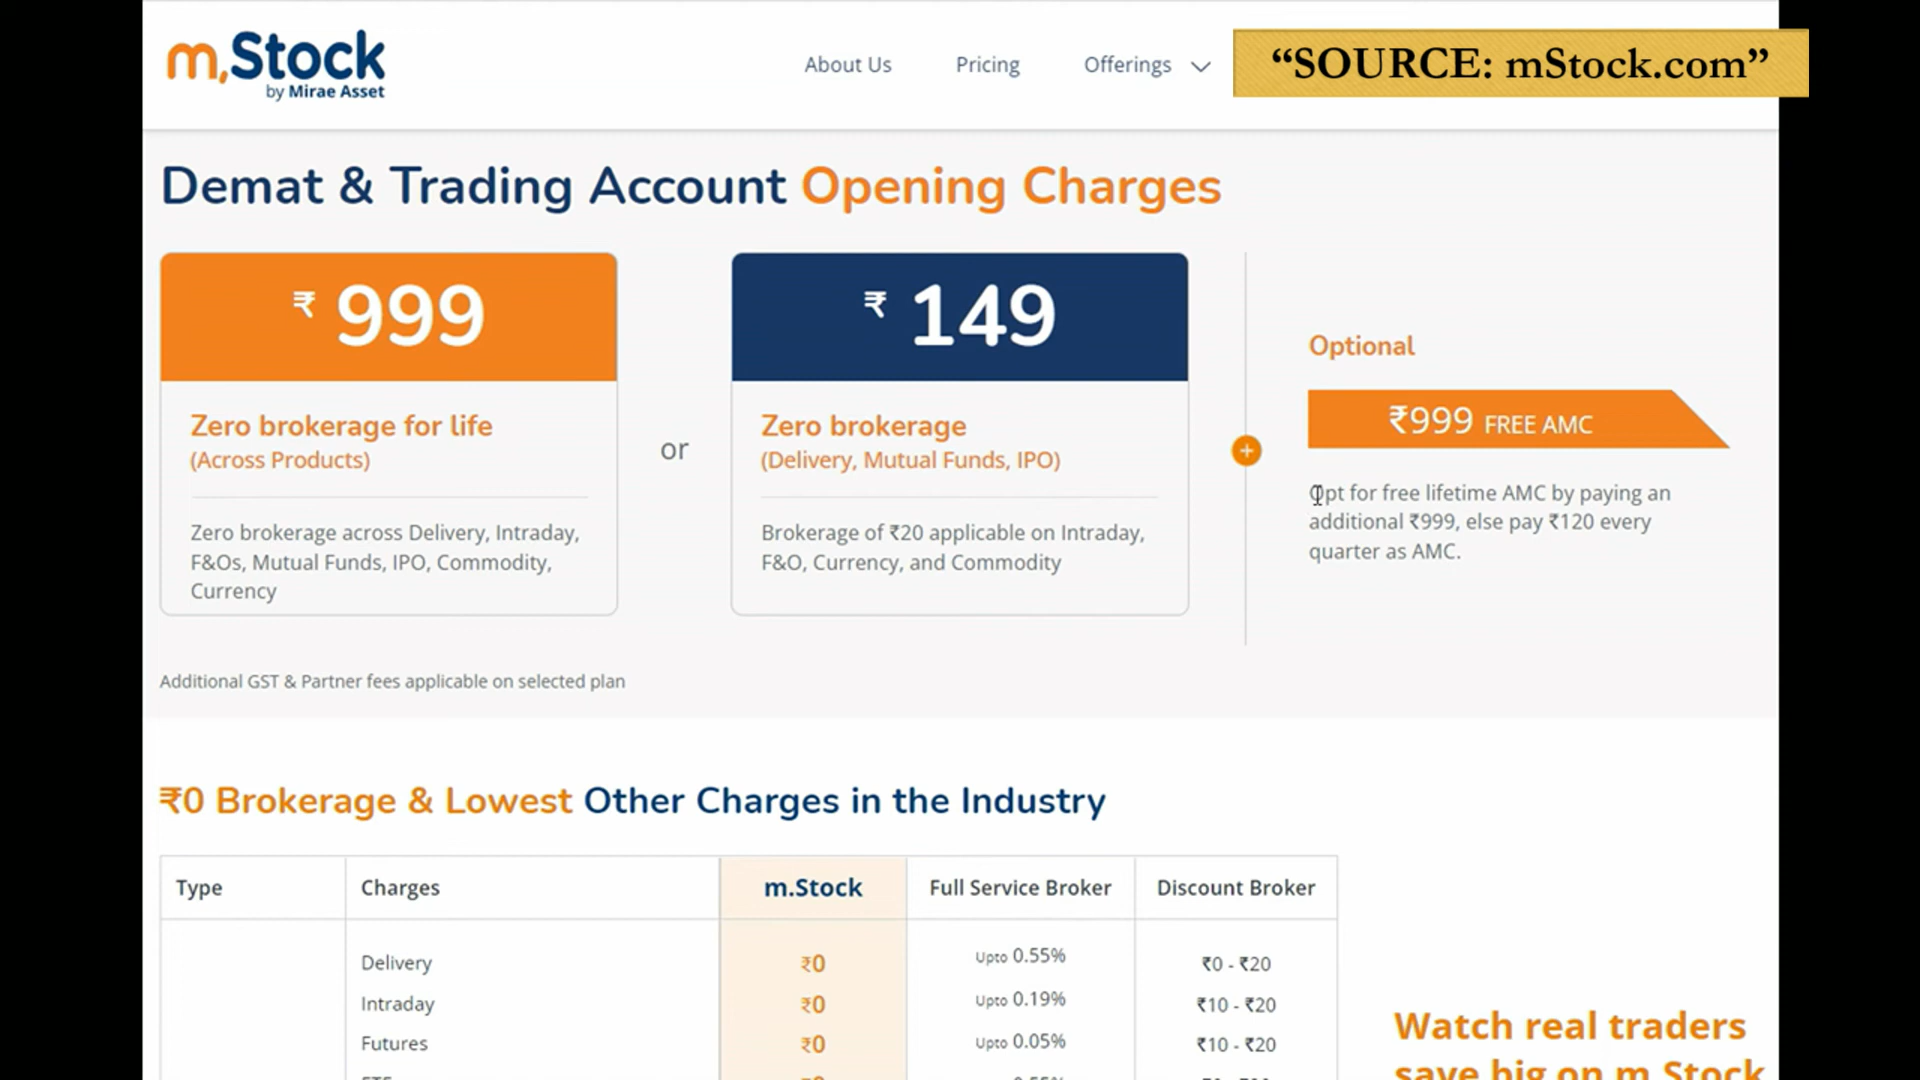 m.Stock
by Mirae Asset
About Us
Pricing
Offerings
“SOURCE: mStock.com”
Demat & Trading Account Opening Charges
₹ 999
Zero brokerage for life
(Across Products)
Zero brokerage across Delivery, Intraday,
F&Os, Mutual Funds, IPO, Commodity,
Currency
or
₹ 149
Zero brokerage
(Delivery, Mutual Funds, IPO)
Brokerage of ₹20 applicable on Intraday,
F&O, Currency, and Commodity
+
Optional
₹999 FREE AMC
Opt for free lifetime AMC by paying an
additional ₹999, else pay ₹120 every
quarter as AMC.
Additional GST & Partner fees applicable on selected plan
₹0 Brokerage & Lowest Other Charges in the Industry
Type Charges m.Stock Full Service Broker Discount Broker
Delivery ₹0 Upto 0.55% ₹0 - ₹20
Intraday ₹0 Upto 0.19% ₹10 - ₹20
Futures ₹0 Upto 0.05% ₹10 - ₹20
Watch real traders
save big on m.Stock